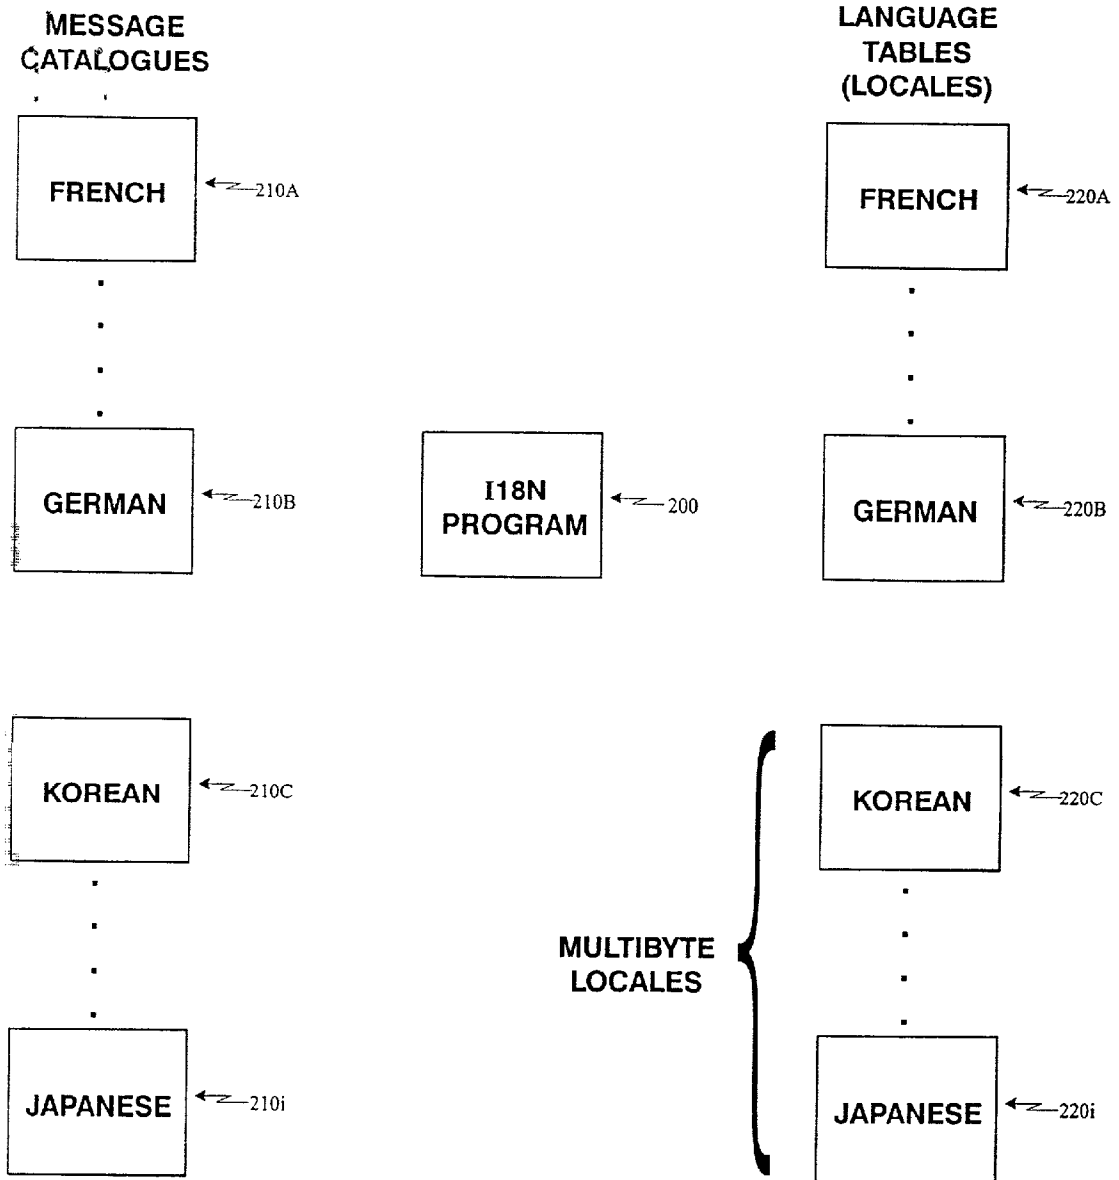 MESSAGE
CATALOGUES
LANGUAGE
TABLES
(LOCALES)
FRENCH
210A
FRENCH
220A
GERMAN
210B
I18N
PROGRAM
200
GERMAN
220B
KOREAN
210C
KOREAN
220C
MULTIBYTE
LOCALES
JAPANESE
210i
JAPANESE
220i